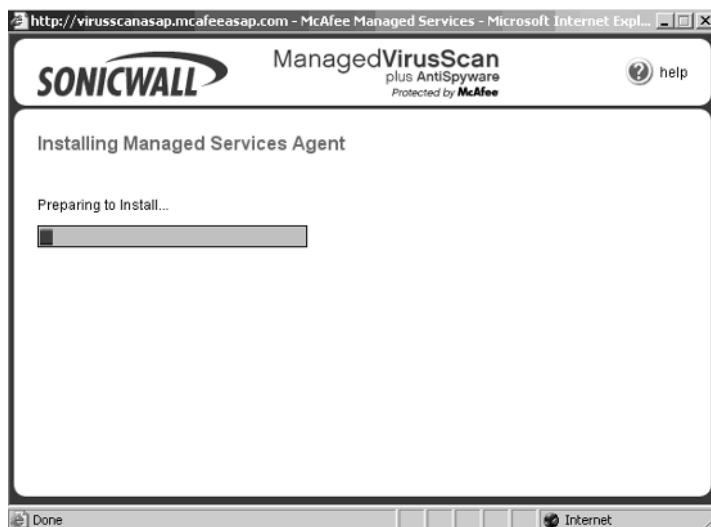 http://virusscanasap.mcafeeasap.com - McAfee Managed Services - Microsoft Internet Expl...
SONICWALL
ManagedVirusScan
plus AntiSpyware
Protected by McAfee
? help
Installing Managed Services Agent
Preparing to Install...
Done
Internet